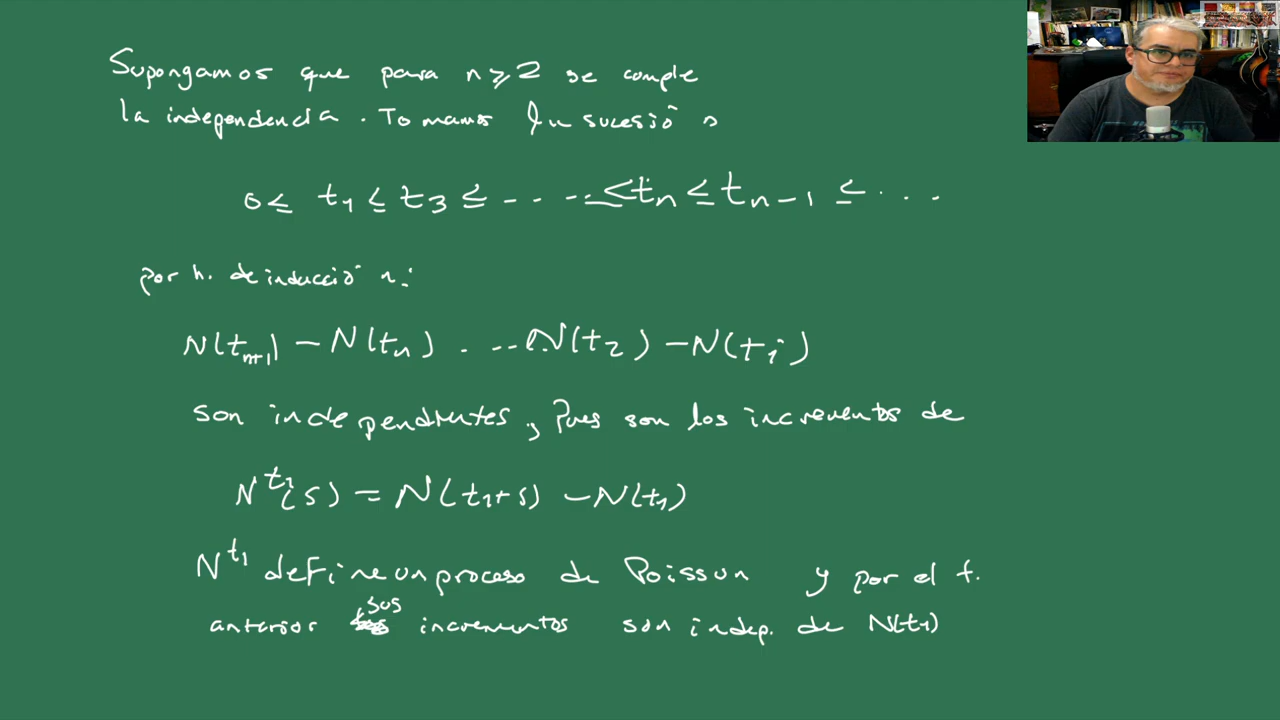 Supongamos que para n ⩾ 2 se cumple
la independencia. Tomamos la sucesió
0 ≤ t₁ ≤ t₃ ≤ ... ≤ tₙ ≤ tₙ₋₁ ≤ ...
por h. de inducció n:
N(tₙ₊₁) - N(tₙ) ... N(t₂) - N(t₁)
son independientes, pues son los incrementos de
N^t₁(s) = N(t₁+s) - N(t₁)
N^t₁ define un proceso de Poisson y por el t.
anterior sus incrementos son indep. de N(t₁)